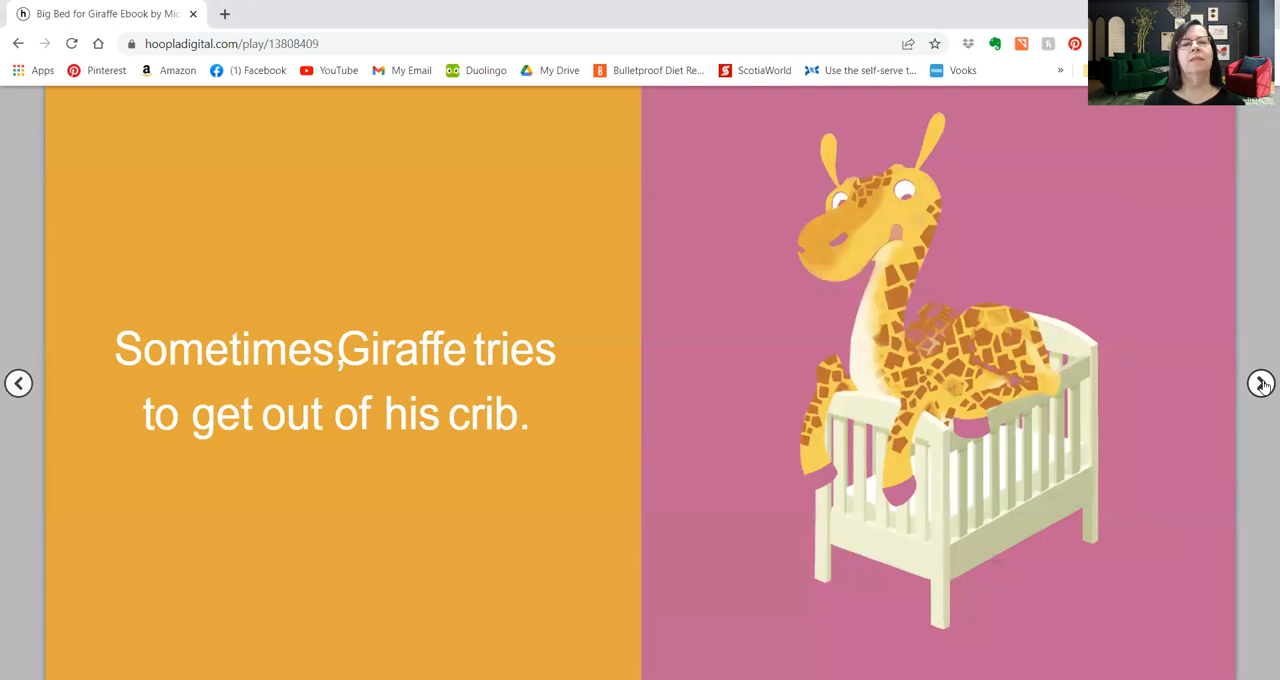 Big Bed for Giraffe Ebook by Mic
hoopladigital.com/play/13808409
Apps Pinterest Amazon (1) Facebook YouTube My Email Duolingo My Drive Bulletproof Diet Re... ScotiaWorld Use the self-serve t... Vooks »
Sometimes,Giraffe tries
to get out of his crib.